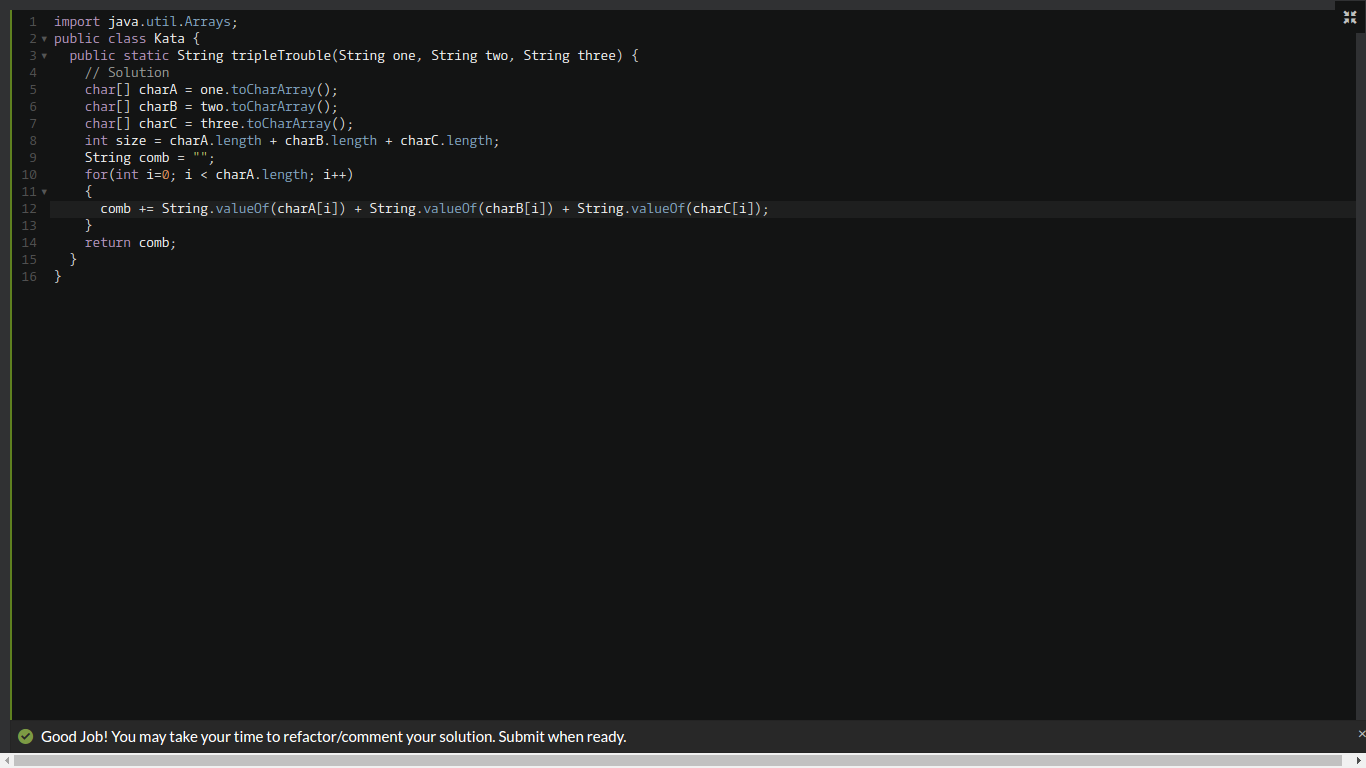 1 import java.util.Arrays;
2 public class Kata {
3 public static String tripleTrouble(String one, String two, String three) {
4 // Solution
5 char[] charA = one.toCharArray();
6 char[] charB = two.toCharArray();
7 char[] charC = three.toCharArray();
8 int size = charA.length + charB.length + charC.length;
9 String comb = "";
10 for(int i=0; i < charA.length; i++)
11 {
12 comb += String.valueOf(charA[i]) + String.valueOf(charB[i]) + String.valueOf(charC[i]);
13 }
14 return comb;
15 }
16 }
Good Job! You may take your time to refactor/comment your solution. Submit when ready.